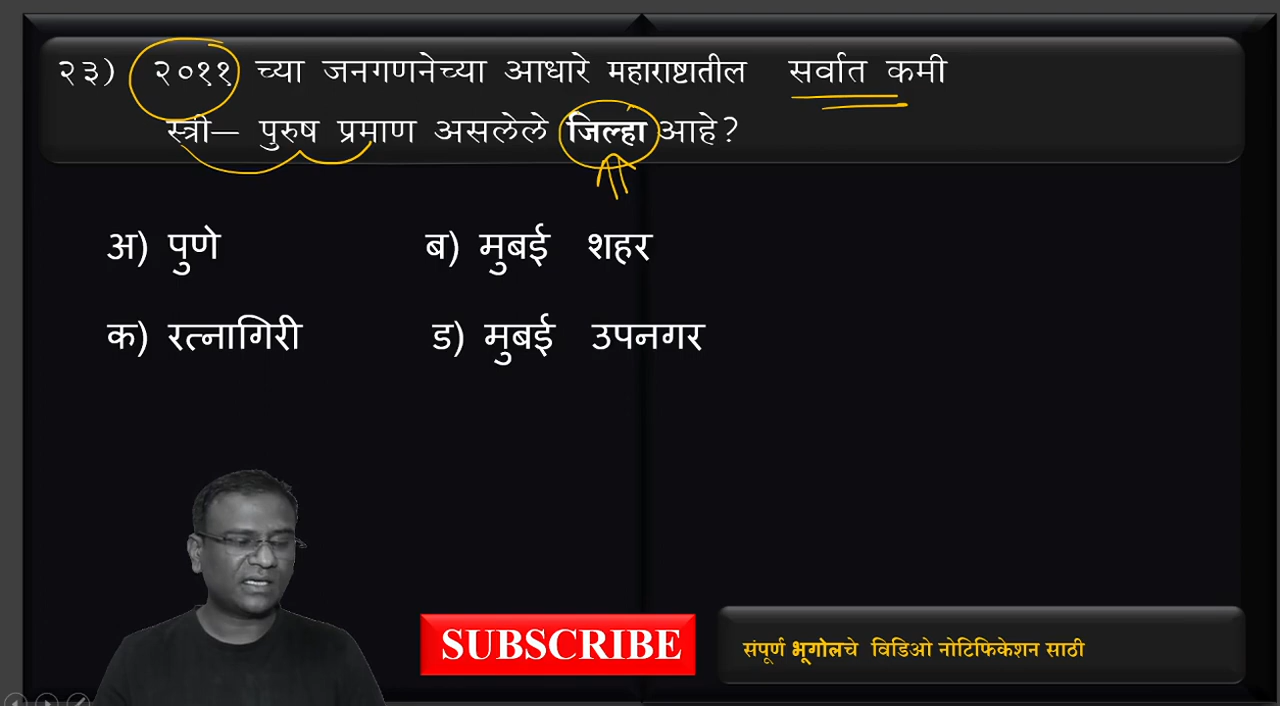 २३) २०११ च्या जनगणनेच्या आधारे महाराष्टातील सर्वात कमी
स्त्री– पुरुष प्रमाण असलेले जिल्हा आहे?
अ) पुणे ब) मुबई शहर
क) रत्नागिरी ड) मुबई उपनगर
SUBSCRIBE
संपूर्ण भूगोलचे विडिओ नोटिफिकेशन साठी